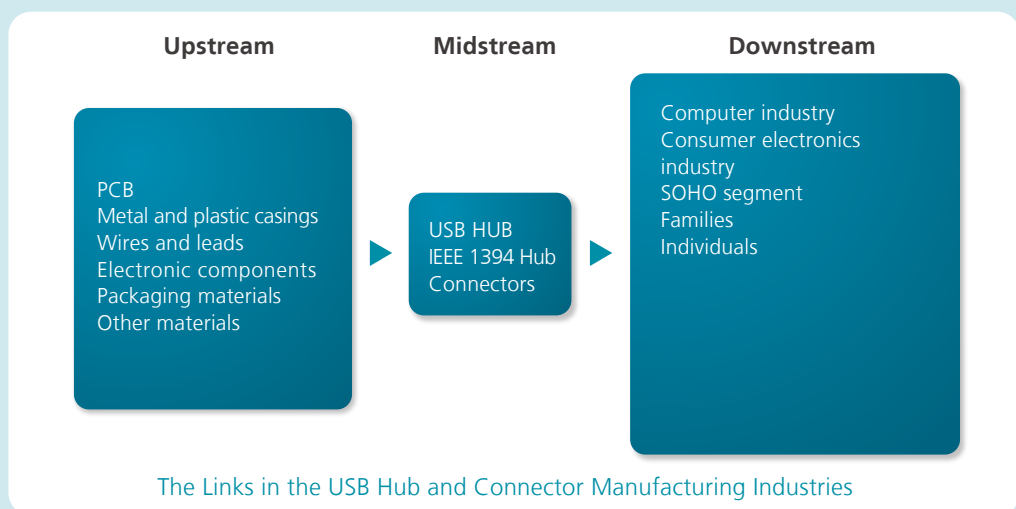 Upstream
Midstream
Downstream
PCB
Metal and plastic casings
Wires and leads
Electronic components
Packaging materials
Other materials
USB HUB
IEEE 1394 Hub
Connectors
Computer industry
Consumer electronics
industry
SOHO segment
Families
Individuals
The Links in the USB Hub and Connector Manufacturing Industries